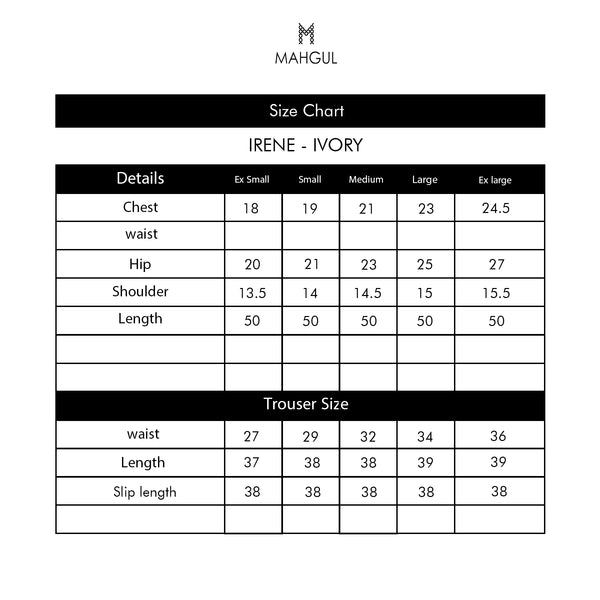 MAHGUL
Size Chart
IRENE - IVORY
Details Ex Small Small Medium Large Ex large
Chest 18 19 21 23 24.5
waist
Hip 20 21 23 25 27
Shoulder 13.5 14 14.5 15 15.5
Length 50 50 50 50 50
Trouser Size
waist 27 29 32 34 36
Length 37 38 38 39 39
Slip length 38 38 38 38 38